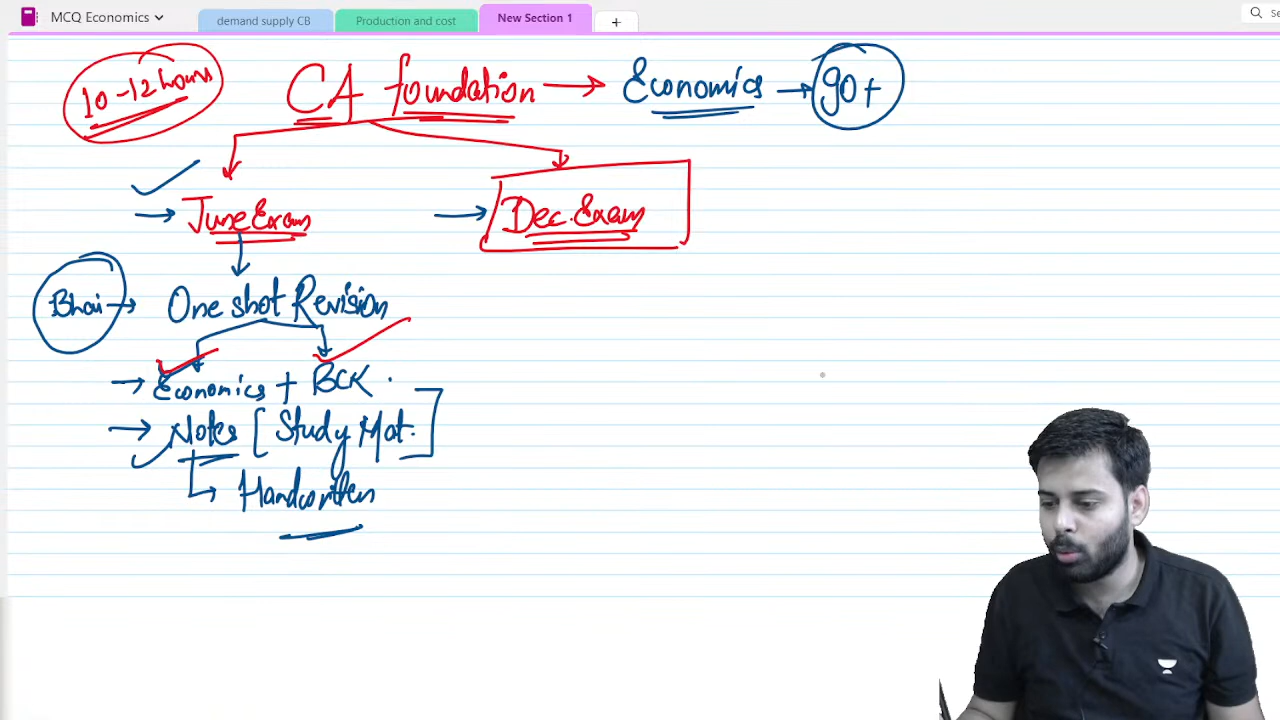 MCQ Economics
demand supply CB
Production and cost
New Section 1
+
10-12 hours
CA foundation → Economics → 90+
→ June Exam
→ Dec. Exam
Bhai → One shot Revision
→ Economics + BCK .
→ Notes [Study Mat.]
Handwritten